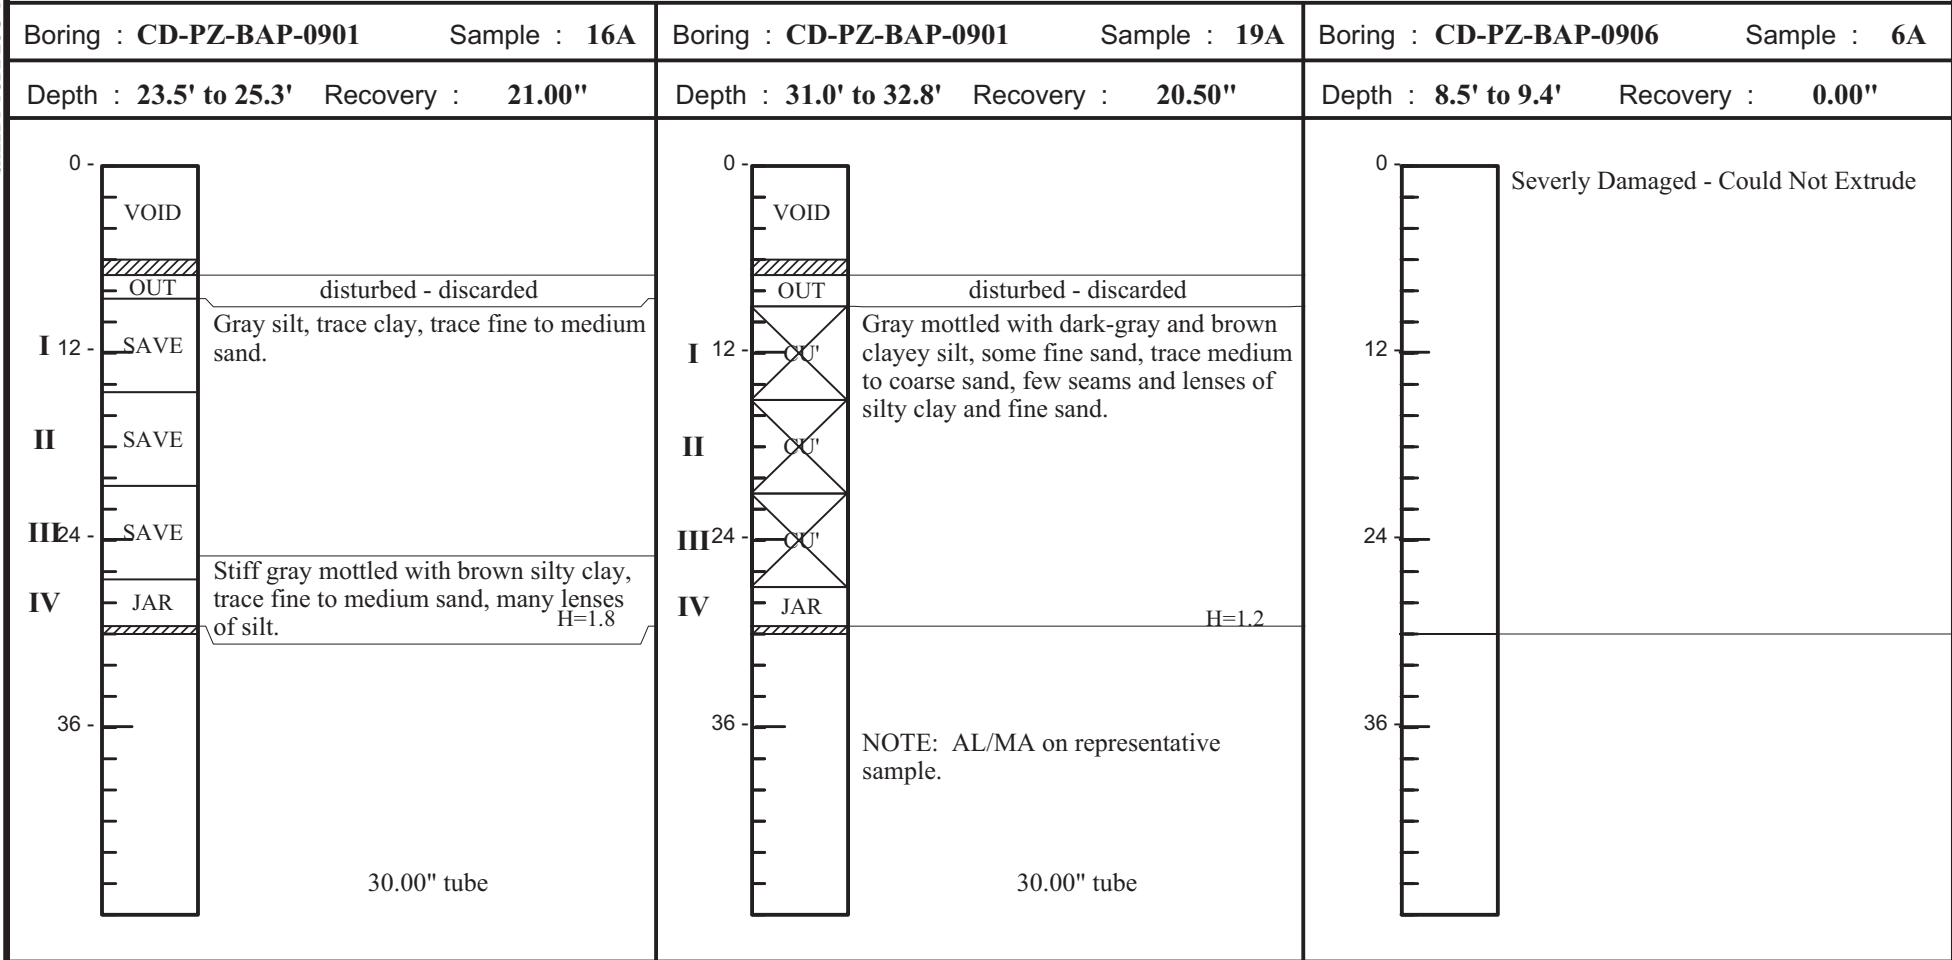 Boring : CD-PZ-BAP-0901 Sample : 16A
Depth : 23.5' to 25.3' Recovery : 21.00"
0 -
VOID
OUT
disturbed - discarded
Gray silt, trace clay, trace fine to medium
sand.
I 12 - SAVE
II SAVE
III 24 - SAVE
Stiff gray mottled with brown silty clay,
trace fine to medium sand, many lenses
of silt.
IV JAR
H=1.8
36 -
30.00" tube
Boring : CD-PZ-BAP-0901 Sample : 19A
Depth : 31.0' to 32.8' Recovery : 20.50"
0 -
VOID
OUT
disturbed - discarded
Gray mottled with dark-gray and brown
clayey silt, some fine sand, trace medium
to coarse sand, few seams and lenses of
silty clay and fine sand.
I 12 - CU'
II CU'
III 24 - CU'
IV JAR
H=1.2
36 -
NOTE: AL/MA on representative
sample.
30.00" tube
Boring : CD-PZ-BAP-0906 Sample : 6A
Depth : 8.5' to 9.4' Recovery : 0.00"
0 -
Severly Damaged - Could Not Extrude
12 -
24 -
36 -